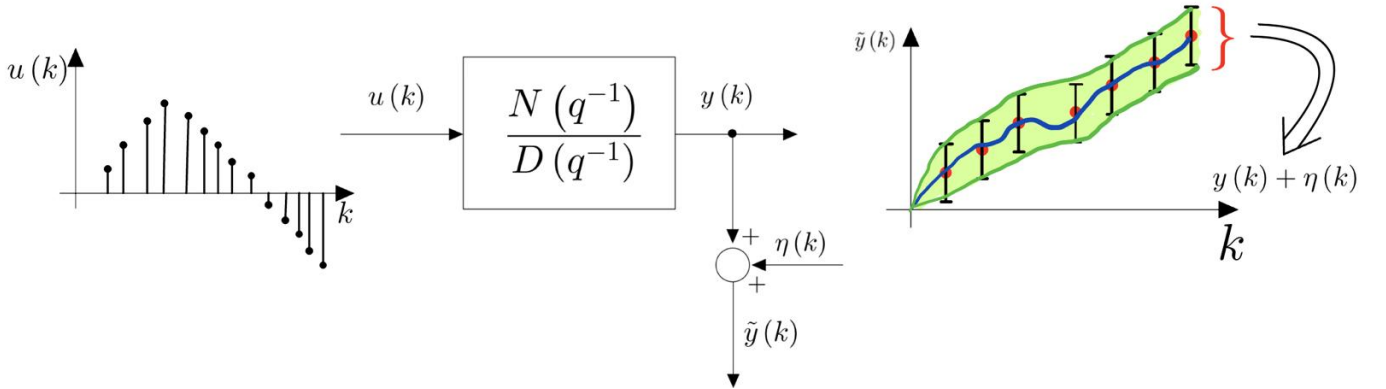 u (k)
k
u (k)
N (q⁻¹)
D (q⁻¹)
y (k)
+
η (k)
+
ỹ (k)
ỹ (k)
}
y (k) + η (k)
k